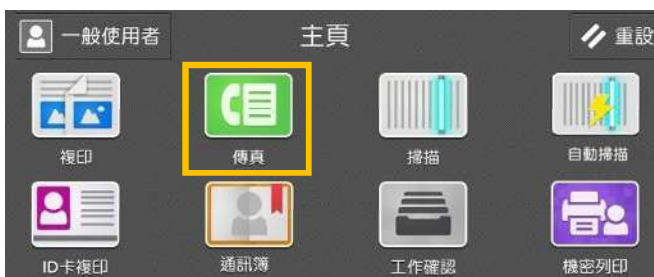 一般使用者 主頁 重設
複印 傳真 掃描 自動掃描
ID卡複印 通訊簿 工作確認 機密列印